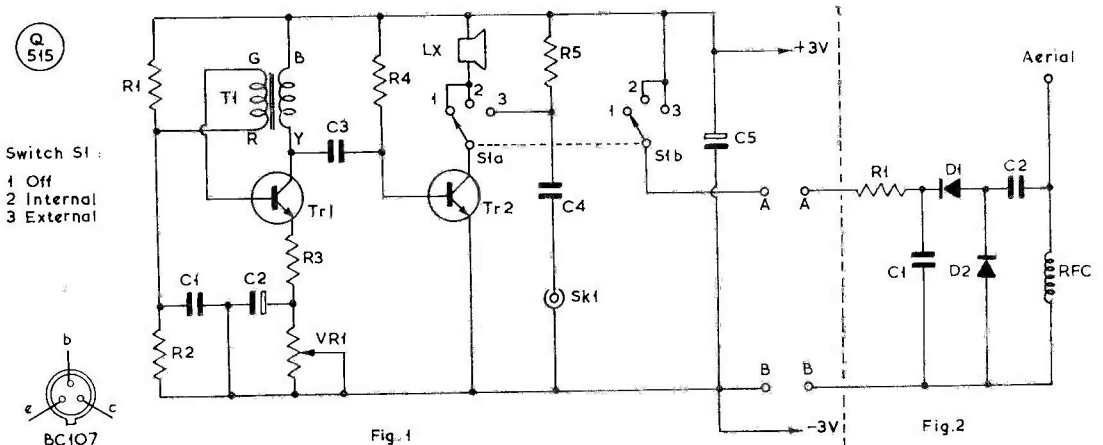 Q
515
Switch S1 :
1 Off
2 Internal
3 External
b
e
c
BC107
R1
G
B
T1
R
Y
C3
R4
LX
1
2
3
S1a
R5
1
2
3
S1b
C5
+3V
Tr1
Tr2
C4
A
A
R3
C1
C2
R2
VR1
Sk1
B
B
-3V
Fig.1
Aerial
R1
D1
C2
C1
D2
RFC
Fig.2